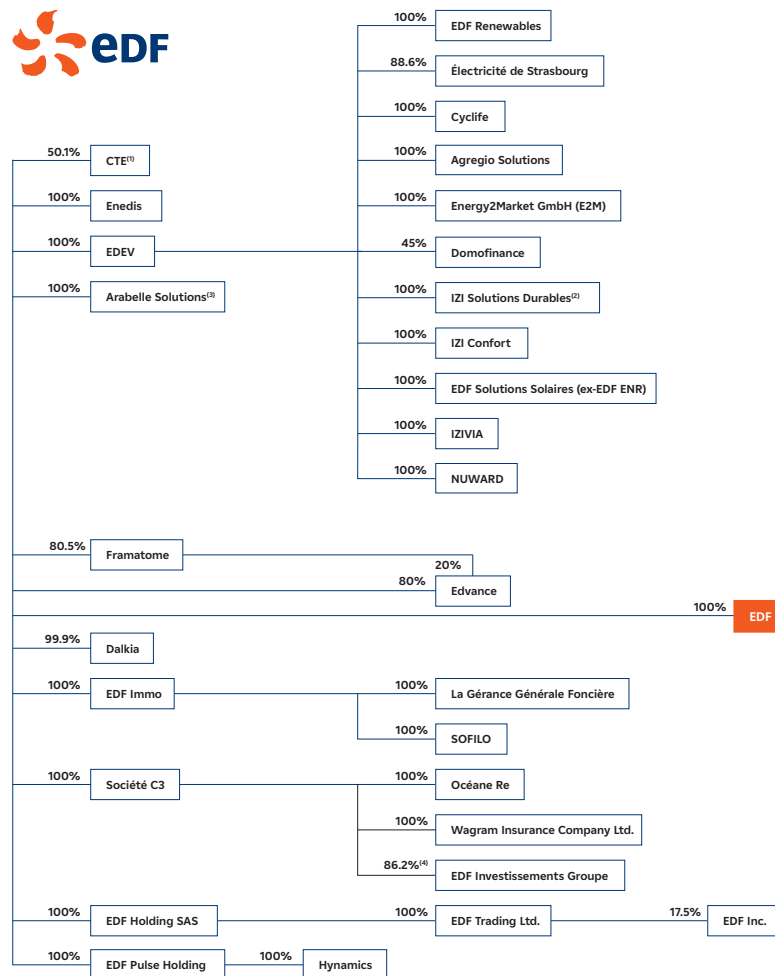 eDF
100% EDF Renewables
88.6% Électricité de Strasbourg
100% Cyclife
50.1% CTE(1)
100% Agregio Solutions
100% Enedis
100% Energy2Market GmbH (E2M)
100% EDEV
45% Domofinance
100% Arabelle Solutions(3)
100% IZI Solutions Durables(2)
100% IZI Confort
100% EDF Solutions Solaires (ex-EDF ENR)
100% IZIVIA
100% NUWARD
80.5% Framatome
20%
80% Edvance
100% EDF
99.9% Dalkia
100% EDF Immo
100% La Gérance Générale Foncière
100% SOFILO
100% Société C3
100% Océane Re
100% Wagram Insurance Company Ltd.
86.2%(4) EDF Investissements Groupe
100% EDF Holding SAS
100% EDF Trading Ltd.
17.5% EDF Inc.
100% EDF Pulse Holding
100% Hynamics